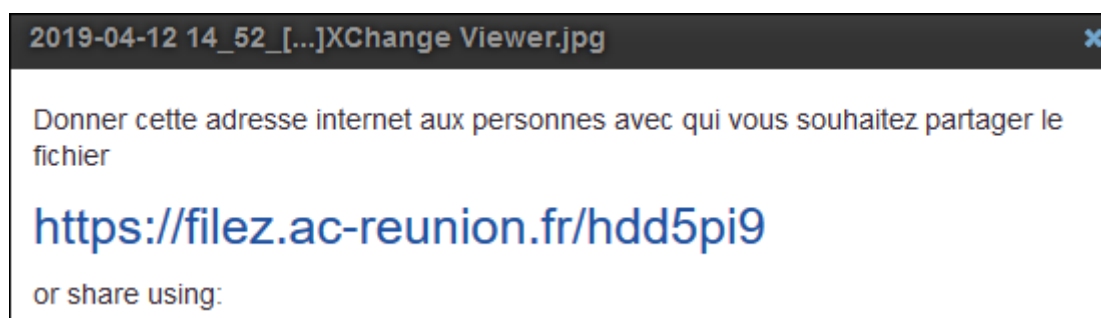 2019-04-12 14_52_[...]XChange Viewer.jpg
Donner cette adresse internet aux personnes avec qui vous souhaitez partager le
fichier
https://filez.ac-reunion.fr/hdd5pi9
or share using: